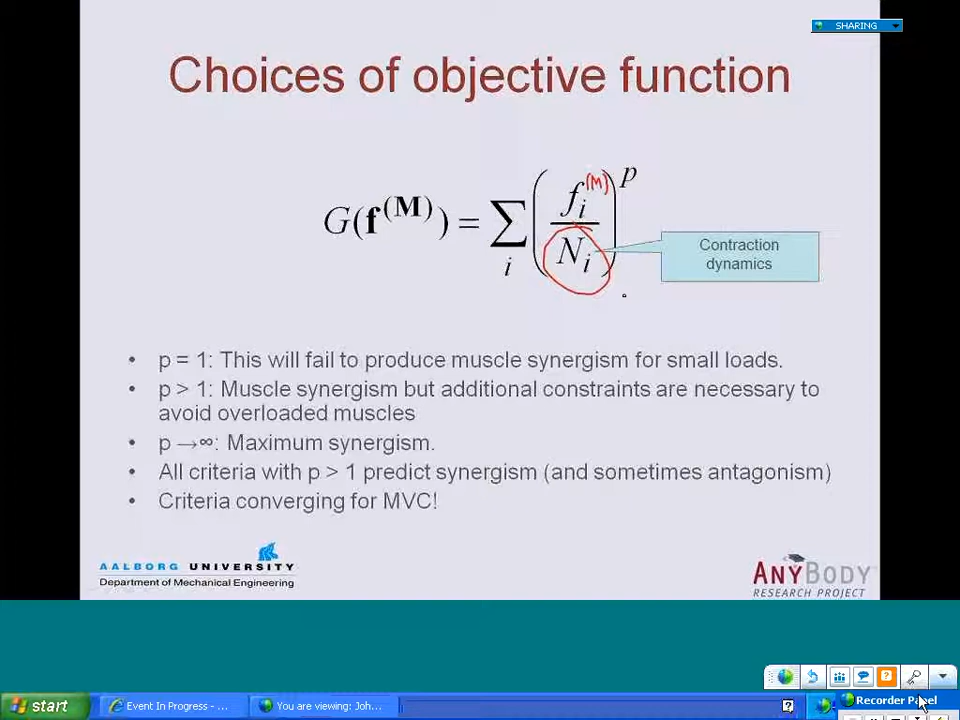 SHARING
Choices of objective function
G(f^(M)) = ∑_i (f_i^(M) / N_i)^p
Contraction
dynamics
• p = 1: This will fail to produce muscle synergism for small loads.
• p > 1: Muscle synergism but additional constraints are necessary to
avoid overloaded muscles
• p →∞: Maximum synergism.
• All criteria with p > 1 predict synergism (and sometimes antagonism)
• Criteria converging for MVC!
AALBORG UNIVERSITY
Department of Mechanical Engineering
ANYBODY
RESEARCH PROJECT
start
Event In Progress - ...
You are viewing: Joh...
Recorder Panel